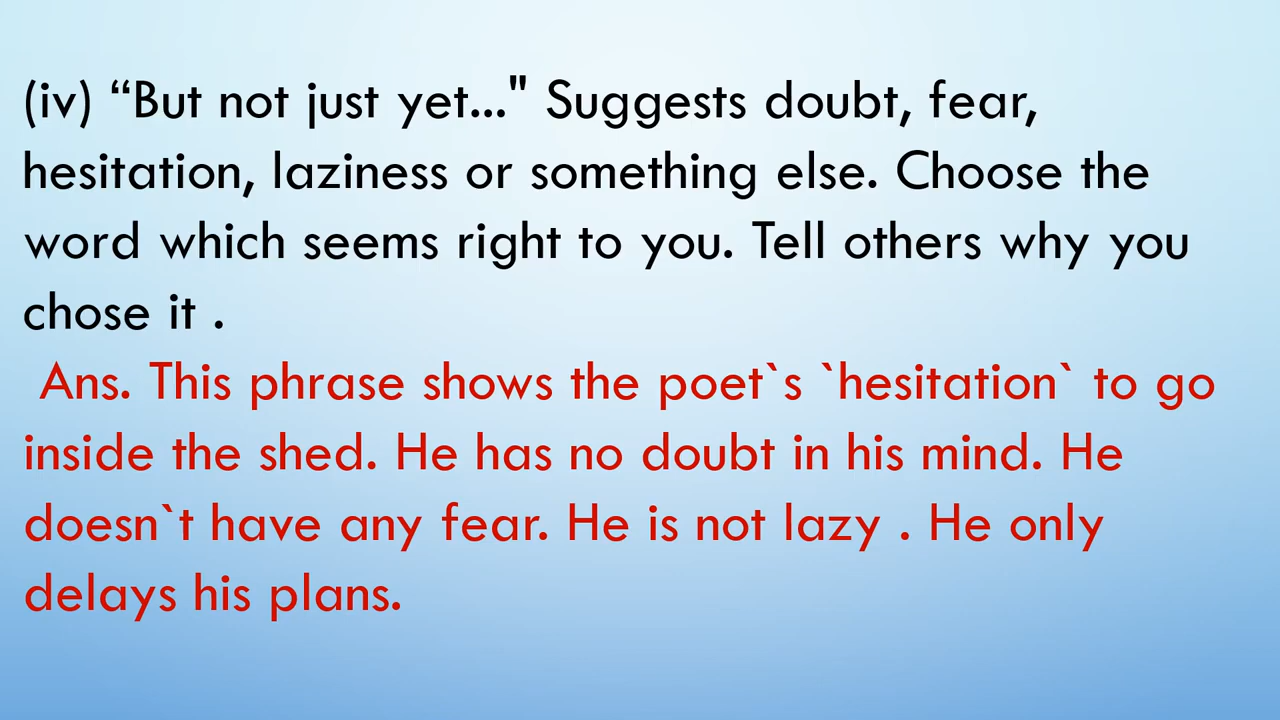 (iv) “But not just yet..." Suggests doubt, fear,
hesitation, laziness or something else. Choose the
word which seems right to you. Tell others why you
chose it .
Ans. This phrase shows the poet`s `hesitation` to go
inside the shed. He has no doubt in his mind. He
doesn`t have any fear. He is not lazy . He only
delays his plans.